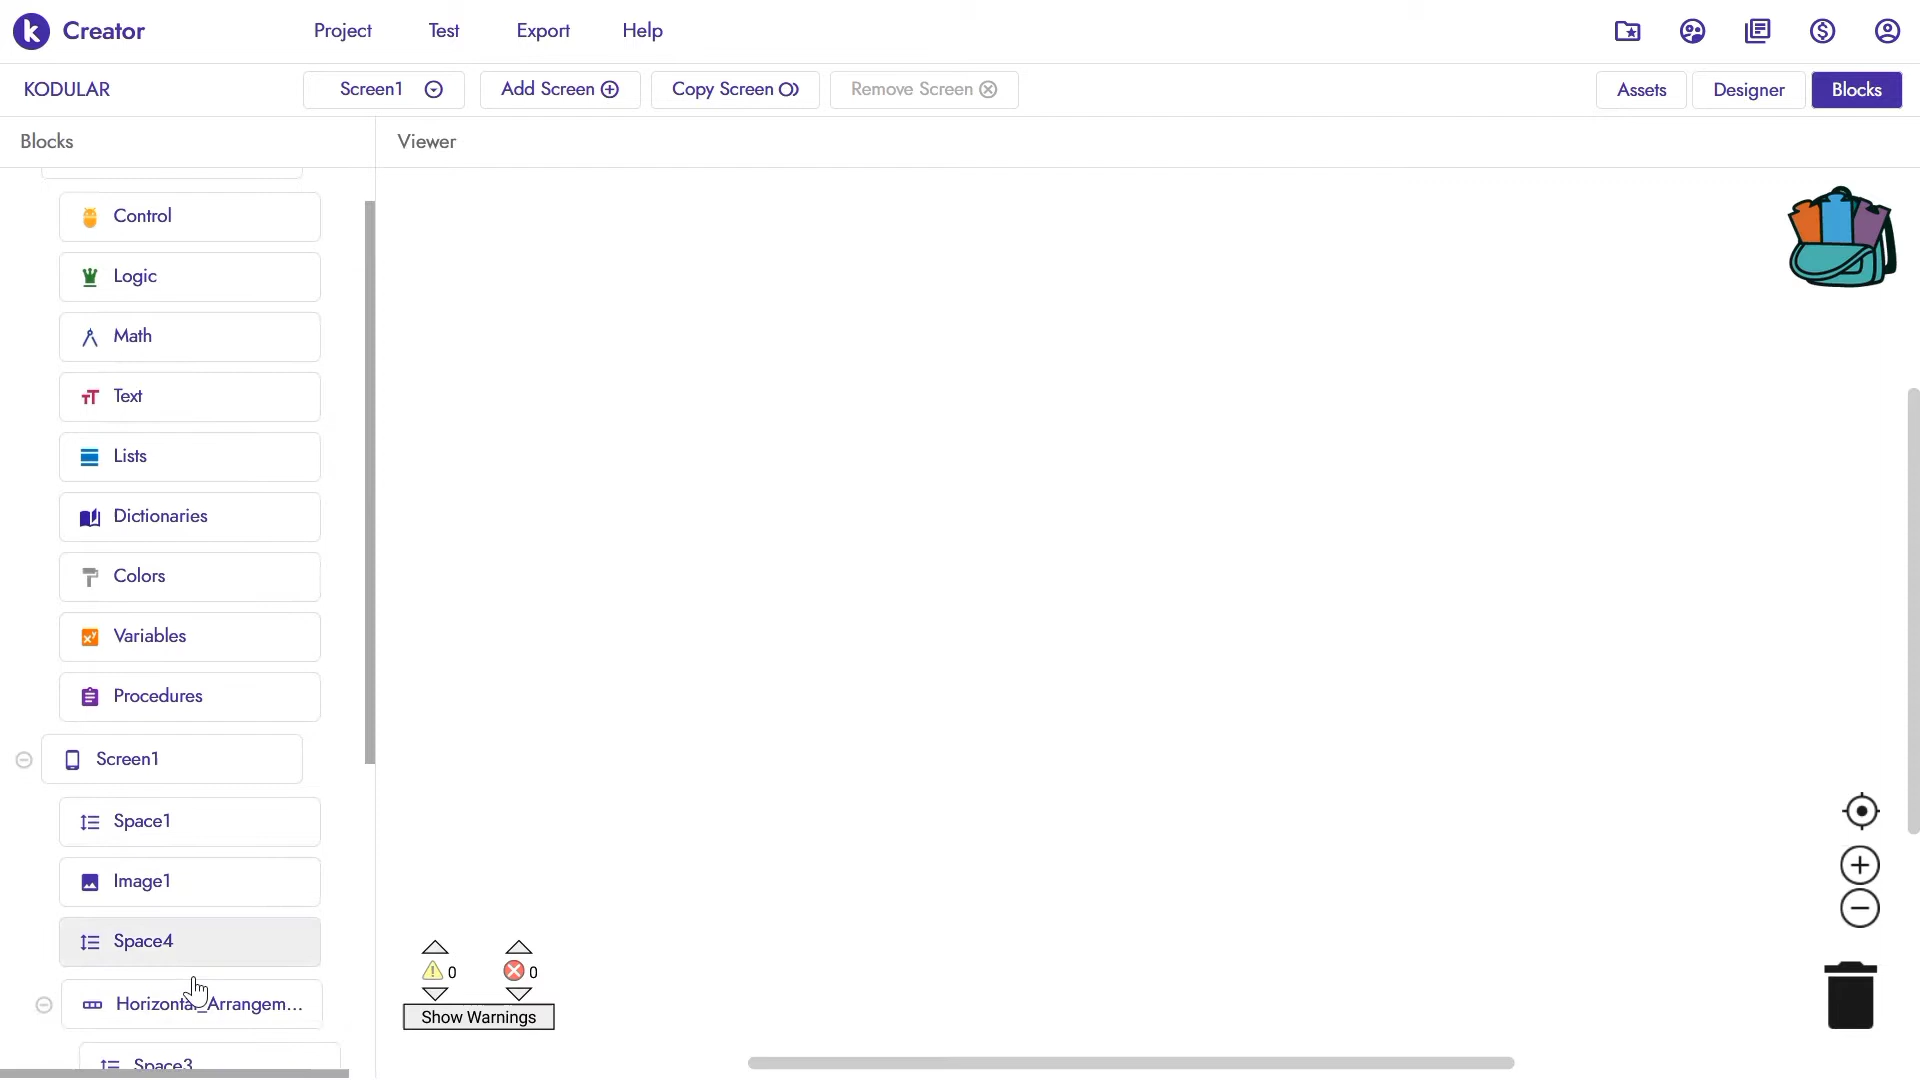 Creator
Project
Test
Export
Help
KODULAR
Screen1
Add Screen
Copy Screen
Remove Screen
Assets
Designer
Blocks
Blocks
Viewer
Control
Logic
Math
Text
Lists
Dictionaries
Colors
Variables
Procedures
Screen1
Space1
Image1
Space4
Horizontal_Arrangem...
Space3
0
0
Show Warnings